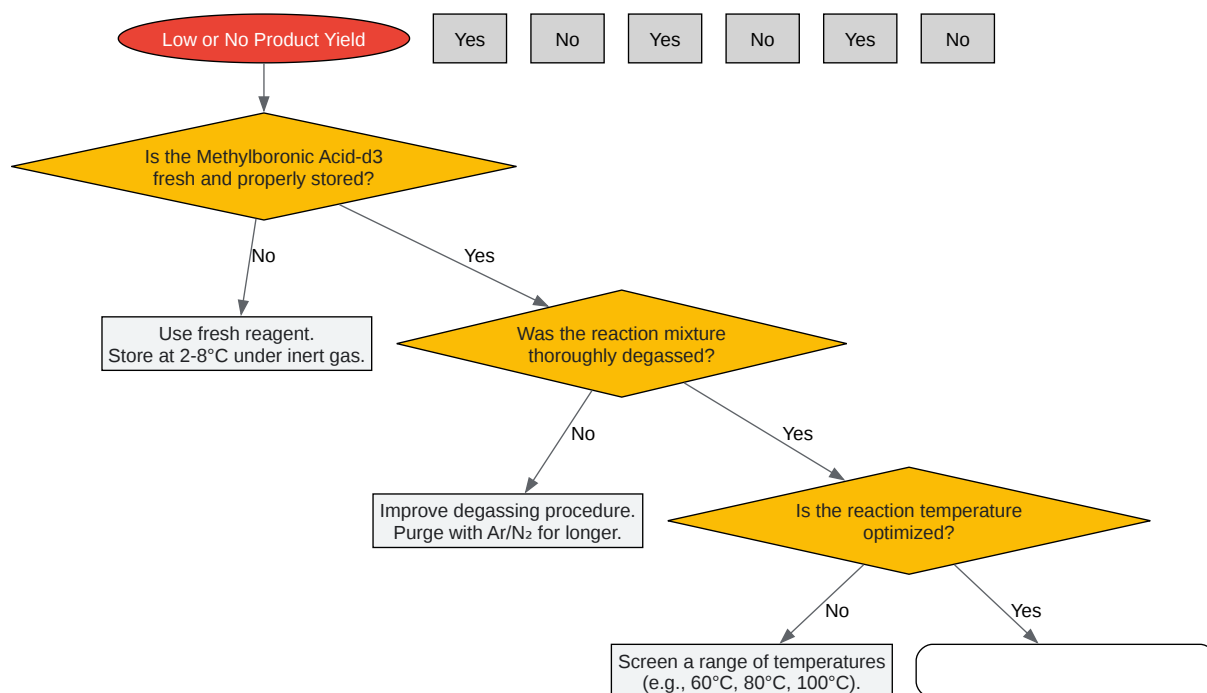 Low or No Product Yield
Yes
No
Yes
No
Yes
No
Is the Methylboronic Acid-d3
fresh and properly stored?
No
Yes
Use fresh reagent.
Store at 2-8°C under inert gas.
Was the reaction mixture
thoroughly degassed?
No
Yes
Improve degassing procedure.
Purge with Ar/N₂ for longer.
Is the reaction temperature
optimized?
No
Yes
Screen a range of temperatures
(e.g., 60°C, 80°C, 100°C).